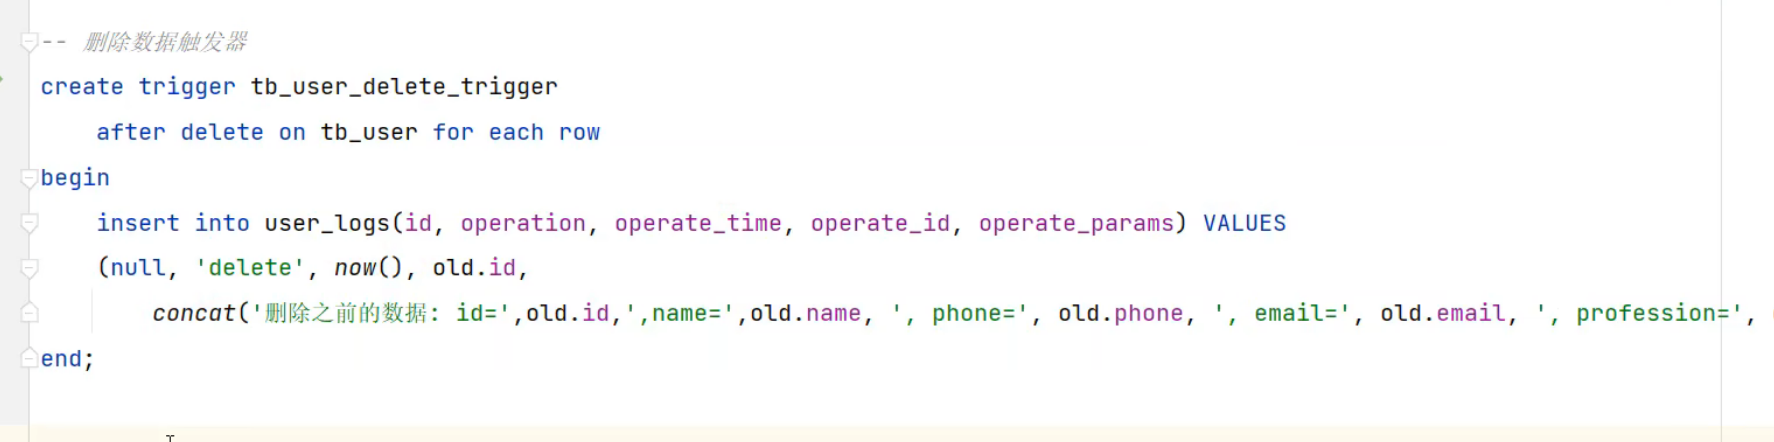 -- 删除数据触发器
create trigger tb_user_delete_trigger
    after delete on tb_user for each row
begin
    insert into user_logs(id, operation, operate_time, operate_id, operate_params) VALUES
    (null, 'delete', now(), old.id,
        concat('删除之前的数据: id=',old.id,',name=',old.name, ', phone=', old.phone, ', email=', old.email, ', profession=',
end;